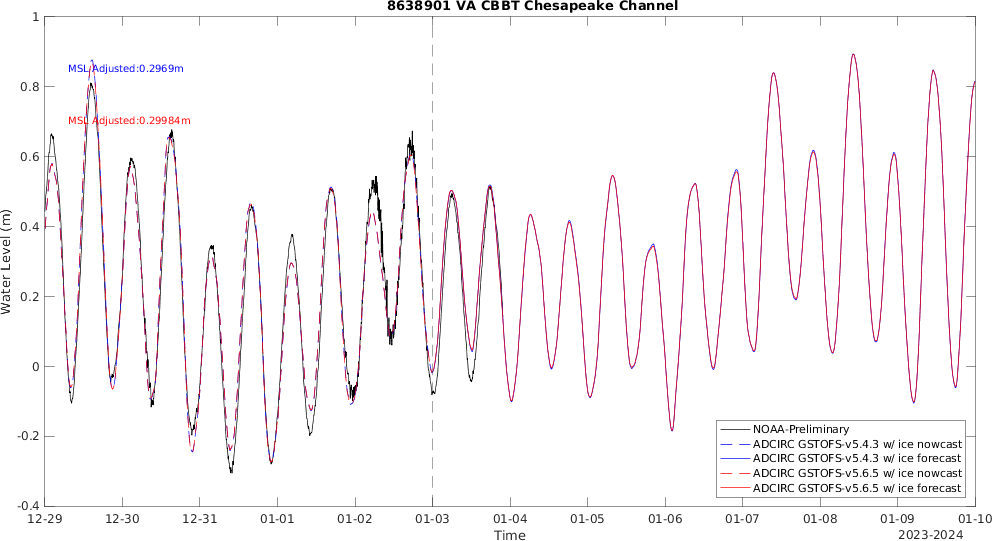 8638901 VA CBBT Chesapeake Channel
MSL Adjusted:0.2969m
MSL Adjusted:0.29984m
Water Level (m)
1
0.8
0.6
0.4
0.2
0
-0.2
-0.4
NOAA-Preliminary
ADCIRC GSTOFS-v5.4.3 w/ ice nowcast
ADCIRC GSTOFS-v5.4.3 w/ ice forecast
ADCIRC GSTOFS-v5.6.5 w/ ice nowcast
ADCIRC GSTOFS-v5.6.5 w/ ice forecast
12-29 12-30 12-31 01-01 01-02 01-03 01-04 01-05 01-06 01-07 01-08 01-09 01-10
Time
2023-2024